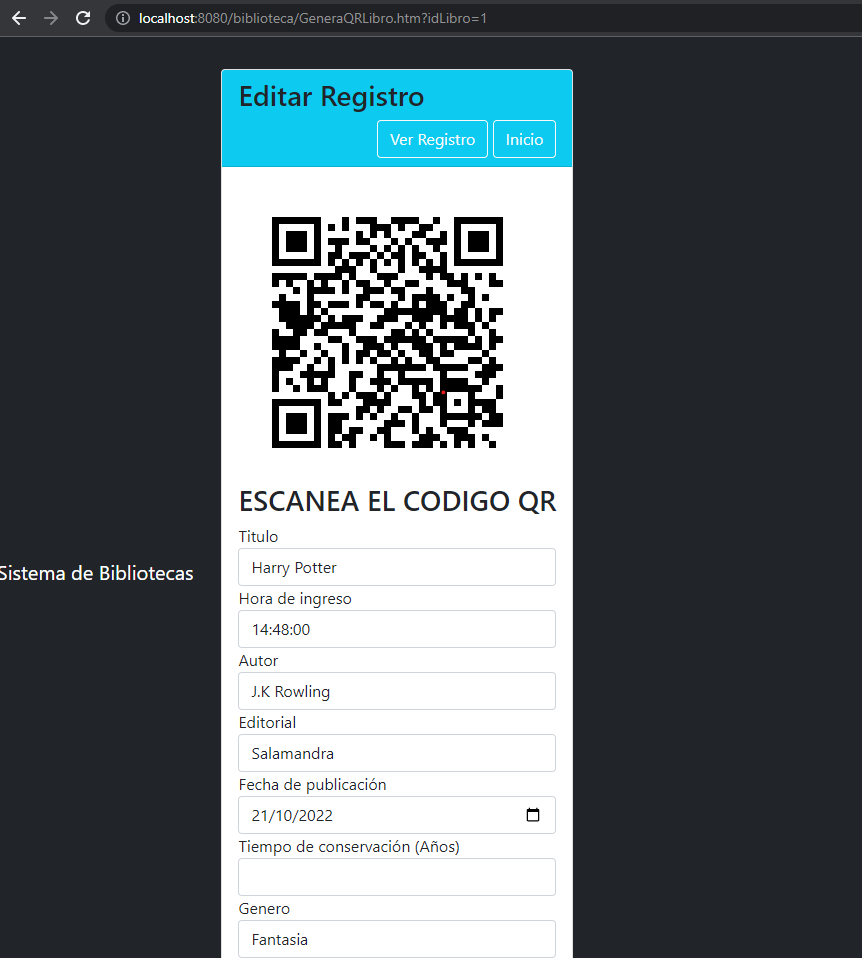 localhost:8080/biblioteca/GeneraQRLibro.htm?idLibro=1
Editar Registro
Ver Registro Inicio
ESCANEA EL CODIGO QR
Titulo
Harry Potter
Hora de ingreso
14:48:00
Autor
J.K Rowling
Sistema de Bibliotecas
Editorial
Salamandra
Fecha de publicación
21/10/2022
Tiempo de conservación (Años)
Genero
Fantasia